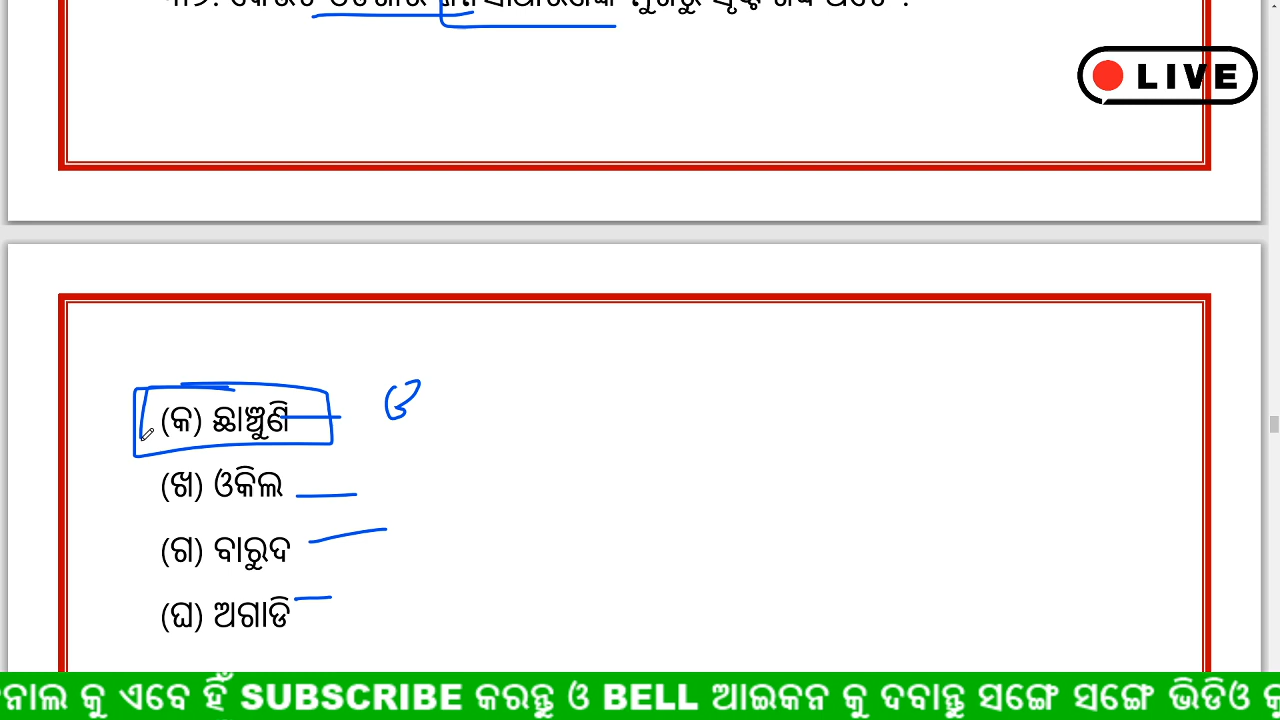 LIVE
(କ) ଛାଞ୍ଚୁଣି
(ଖ) ଓକିଲ
(ଗ) ବାରୁଦ
(ଘ) ଅଗାଡି
କୁ ଏବେ ହିଁ SUBSCRIBE କରନ୍ତୁ ଓ BELL ଆଇକନ କୁ ଦବାନ୍ତୁ ସଙ୍ଗେ ସଙ୍ଗେ ଭିଡିଓ